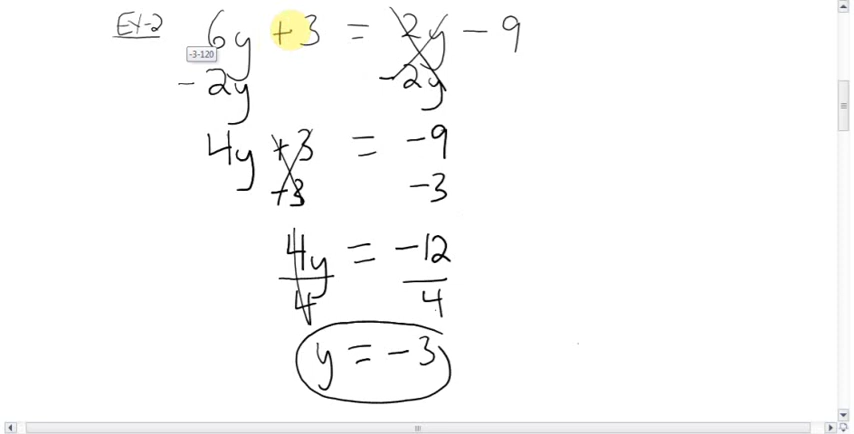 EX-2 6y + 3 = 2y - 9
-3-120
- 2y - 2y
4y + 3 = - 9
+ 3 - 3
4y = - 12
4 4
y = - 3